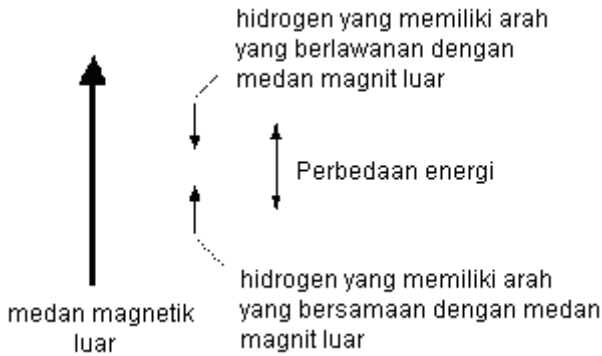 hidrogen yang memiliki arah
yang berlawanan dengan
medan magnit luar
Perbedaan energi
hidrogen yang memiliki arah
yang bersamaan dengan medan
magnit luar
medan magnetik
luar